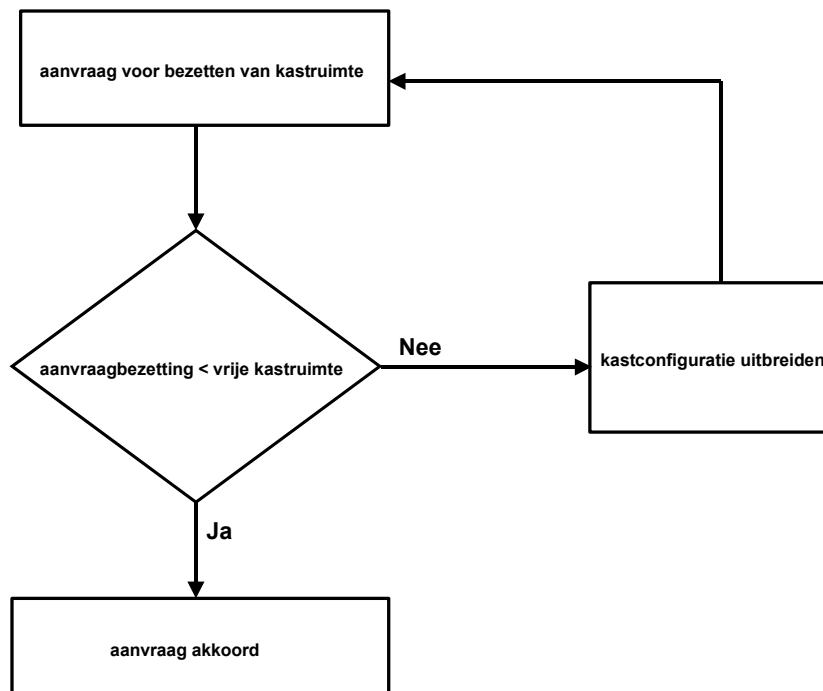 aanvraag voor bezetten van kastruimte
aanvraagbezetting < vrije kastruimte
Nee
kastconfiguratie uitbreiden
Ja
aanvraag akkoord